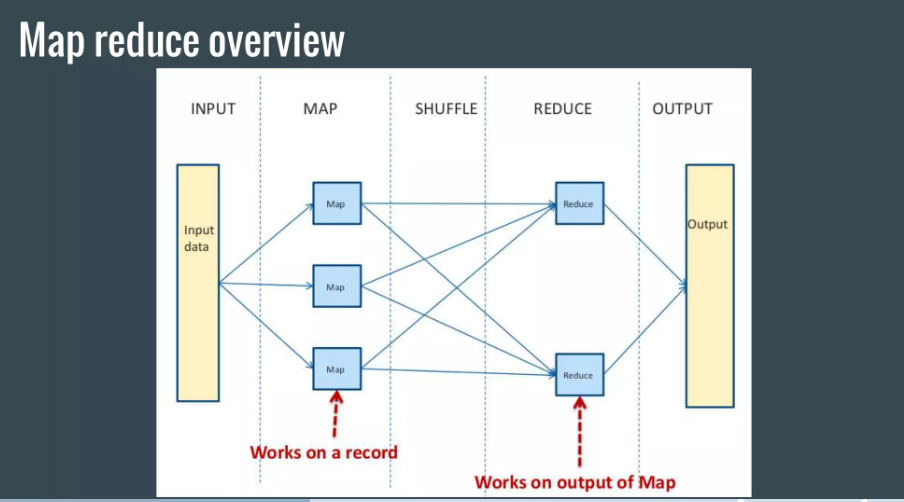 Map reduce overview
INPUT
MAP
SHUFFLE
REDUCE
OUTPUT
Map
Reduce
Input
data
Output
Map
Map
Reduce
Works on a record
Works on output of Map